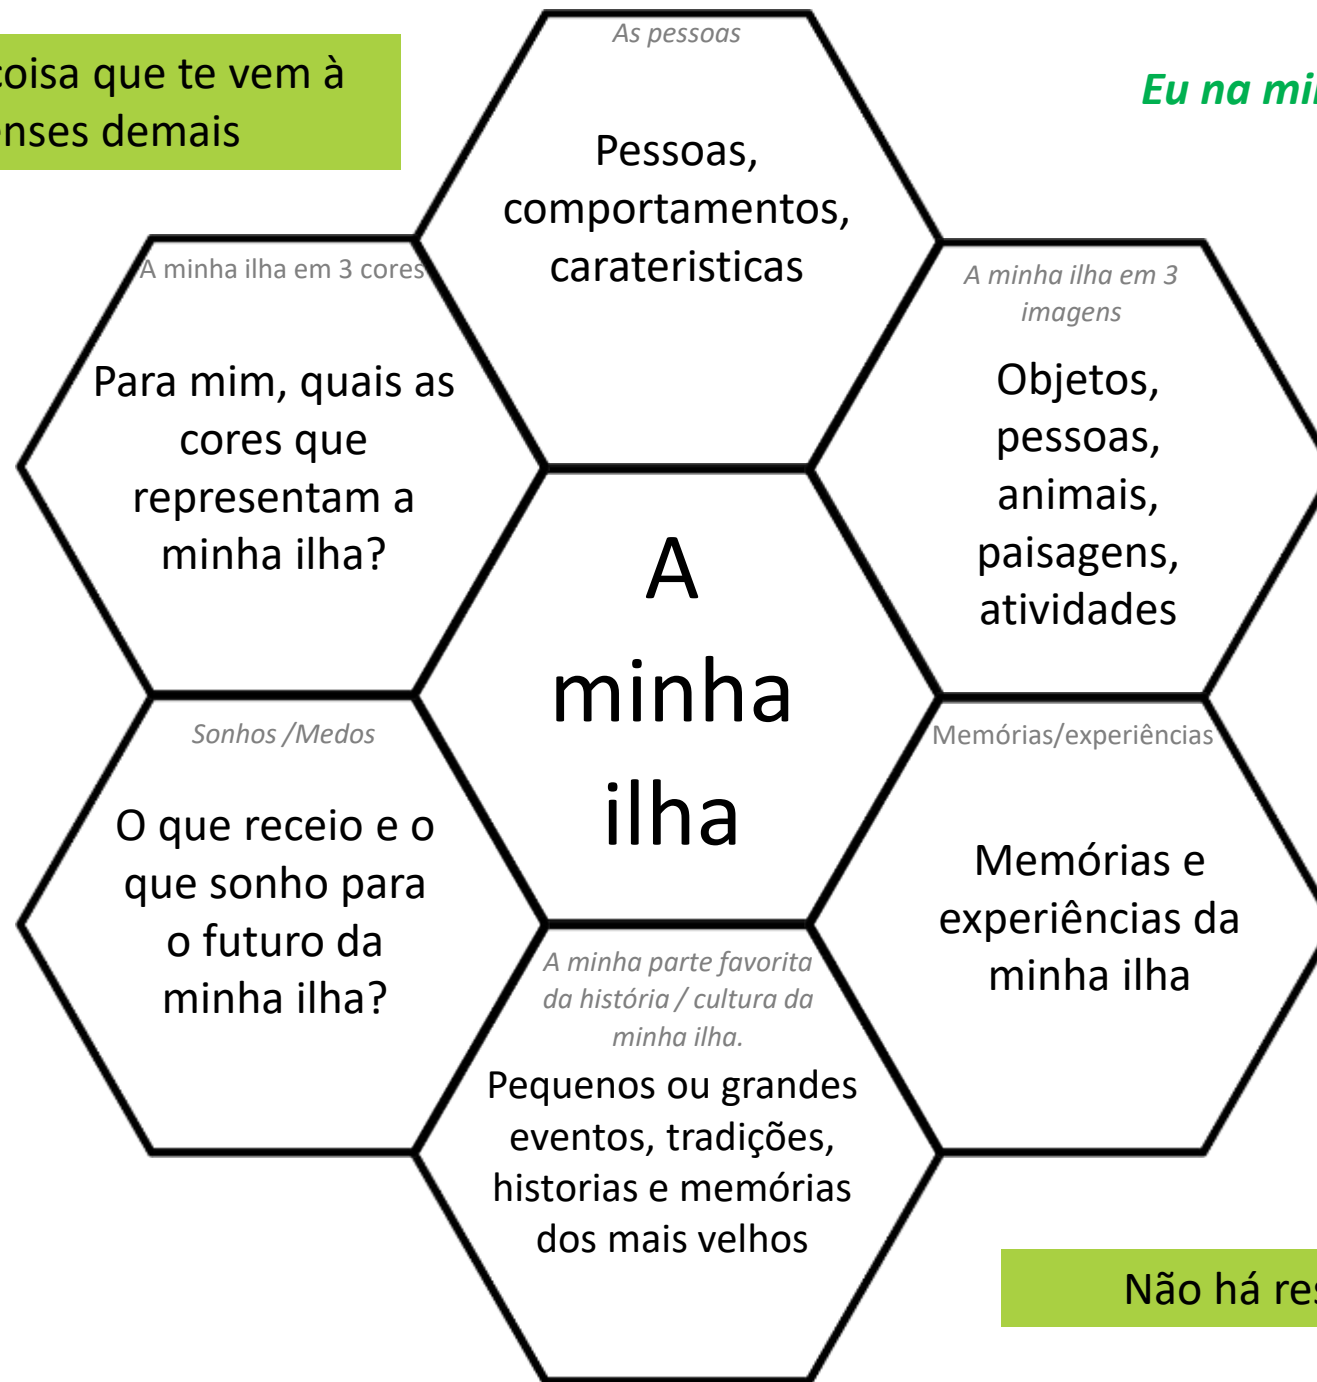 coisa que te vem à
enses demais
Eu na mi
As pessoas
Pessoas,
comportamentos,
carateristicas
A minha ilha em 3 cores
Para mim, quais as
cores que
representam a
minha ilha?
A minha ilha em 3
imagens
Objetos,
pessoas,
animais,
paisagens,
atividades
A
minha
ilha
Sonhos /Medos
O que receio e o
que sonho para
o futuro da
minha ilha?
Memórias/experiências
Memórias e
experiências da
minha ilha
A minha parte favorita
da história / cultura da
minha ilha.
Pequenos ou grandes
eventos, tradições,
historias e memórias
dos mais velhos
Não há res